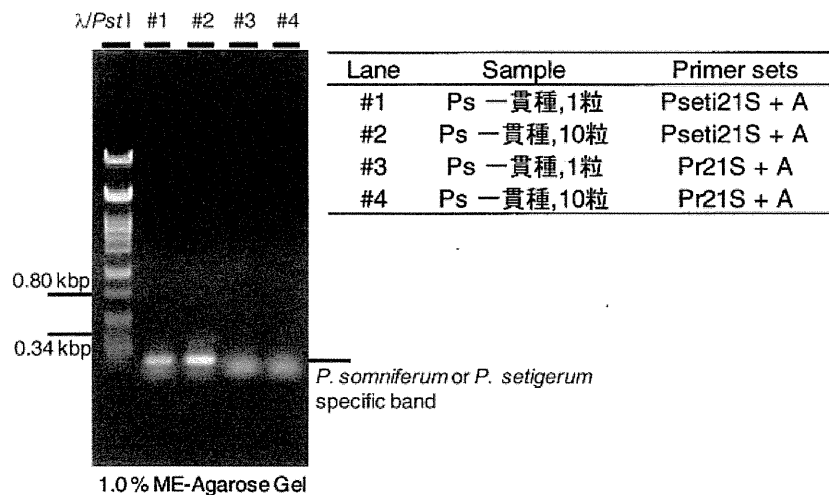 λ/PstI #1 #2 #3 #4
0.80 kbp
0.34 kbp
P. somniferum or P. setigerum
specific band
1.0 % ME-Agarose Gel
Lane Sample Primer sets
#1 Ps 一貫種,1粒 Pseti21S + A
#2 Ps 一貫種,10粒 Pseti21S + A
#3 Ps 一貫種,1粒 Pr21S + A
#4 Ps 一貫種,10粒 Pr21S + A